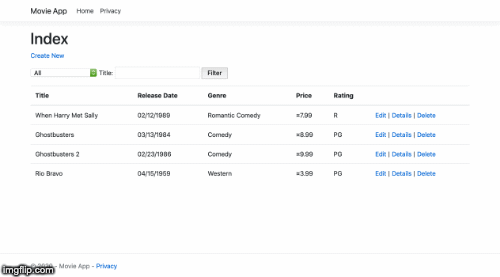 Movie App Home Privacy
Index
Create New
All Title: Filter
Title Release Date Genre Price Rating
When Harry Met Sally 02/12/1989 Romantic Comedy ¤7.99 R Edit | Details | Delete
Ghostbusters 03/13/1984 Comedy ¤8.99 PG Edit | Details | Delete
Ghostbusters 2 02/23/1986 Comedy ¤9.99 PG Edit | Details | Delete
Rio Bravo 04/15/1959 Western ¤3.99 PG Edit | Details | Delete
- Movie App - Privacy
imgflip.com